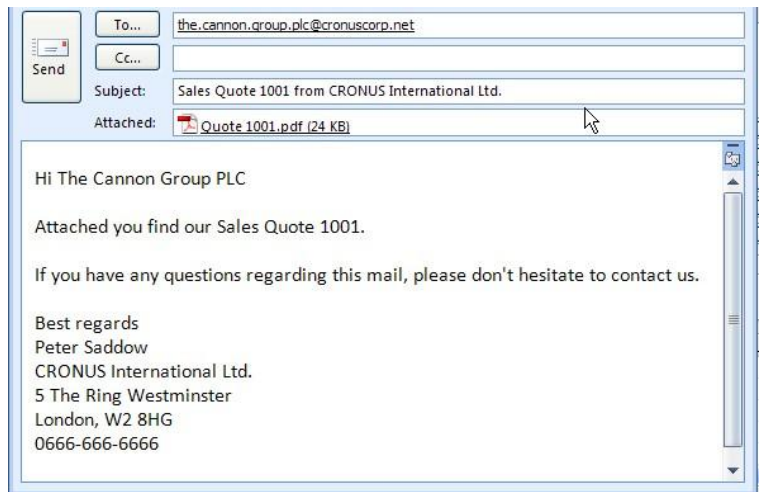 To...
the.cannon.group.plc@cronuscorp.net
Cc...
Send
Subject:
Sales Quote 1001 from CRONUS International Ltd.
Attached:
Quote 1001.pdf (24 KB)
Hi The Cannon Group PLC
Attached you find our Sales Quote 1001.
If you have any questions regarding this mail, please don't hesitate to contact us.
Best regards
Peter Saddow
CRONUS International Ltd.
5 The Ring Westminster
London, W2 8HG
0666-666-6666